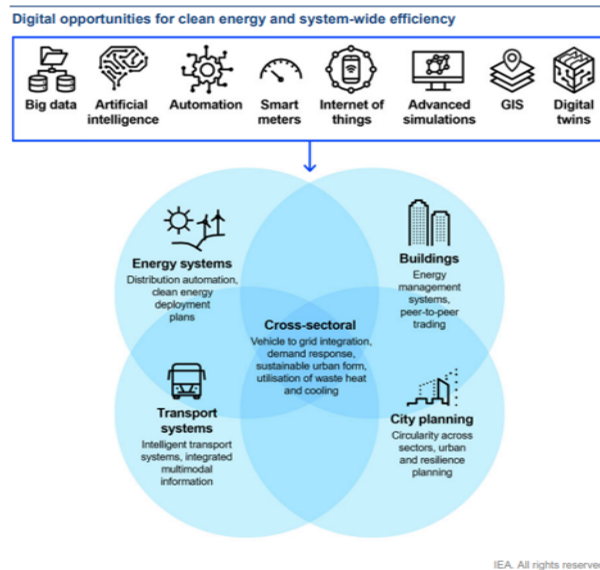 Digital opportunities for clean energy and system-wide efficiency
Big data
Artificial
intelligence
Automation
Smart
meters
Internet of
things
Advanced
simulations
GIS
Digital
twins
Energy systems
Distribution automation,
clean energy
deployment
plans
Buildings
Energy
management
systems,
peer-to-peer
trading
Cross-sectoral
Vehicle to grid integration,
demand response,
sustainable urban form,
utilisation of waste heat
and cooling
Transport
systems
Intelligent transport
systems, integrated
multimodal
information
City planning
Circularity across
sectors, urban
and resilience
planning
IEA. All rights reserved